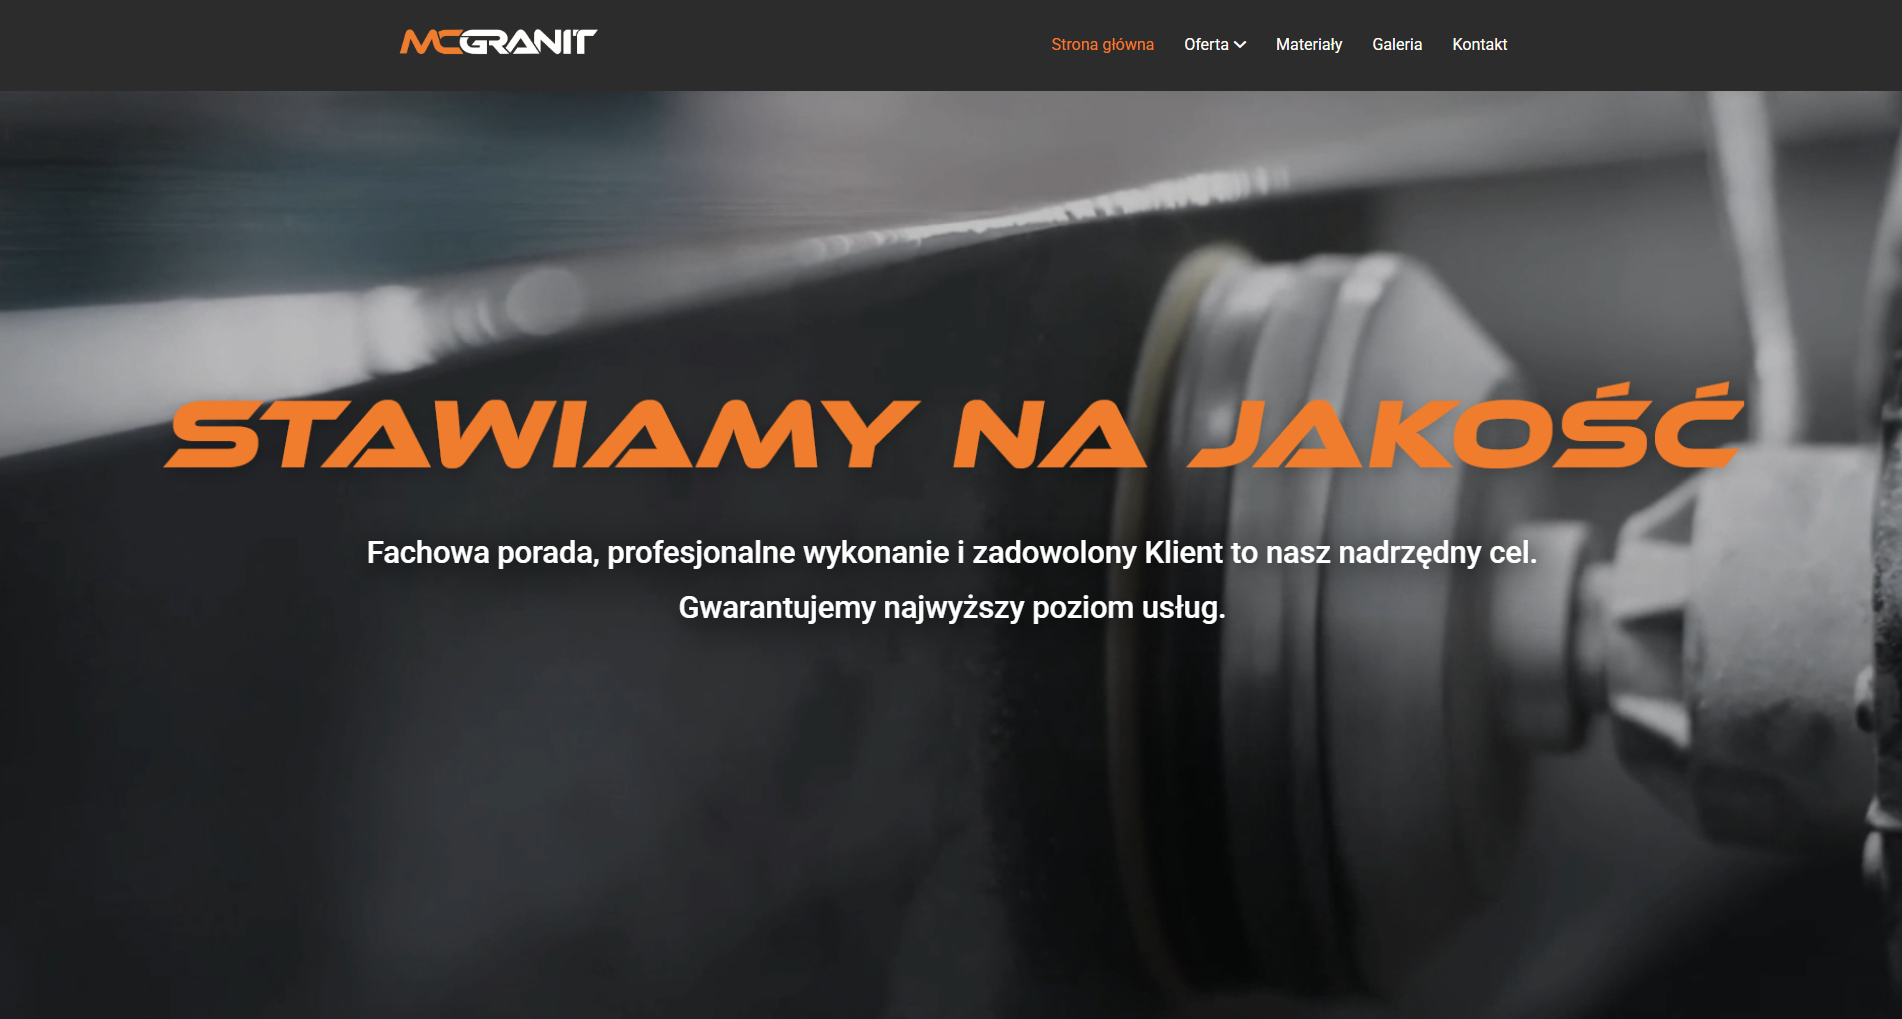 MCGRANIT
Strona główna Oferta Materiały Galeria Kontakt
STAWIAMY NA JAKOŚĆ
Fachowa porada, profesjonalne wykonanie i zadowolony Klient to nasz nadrzędny cel.
Gwarantujemy najwyższy poziom usług.